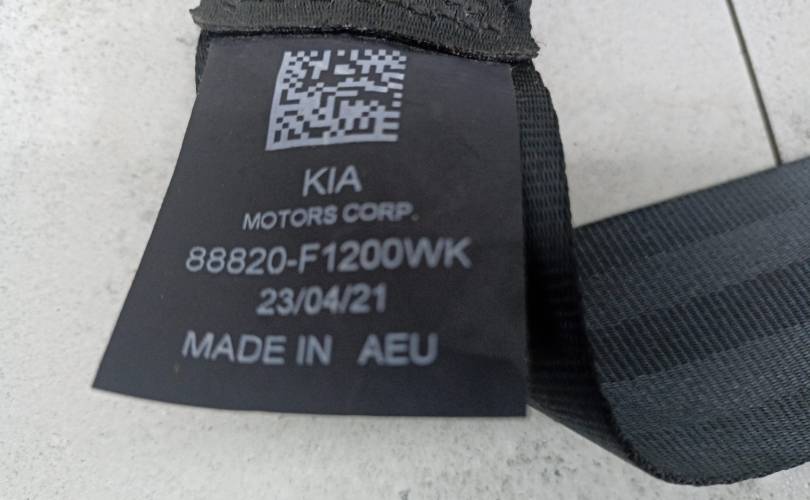 KIA
MOTORS CORP.
88820-F1200WK
23/04/21
MADE IN AEU